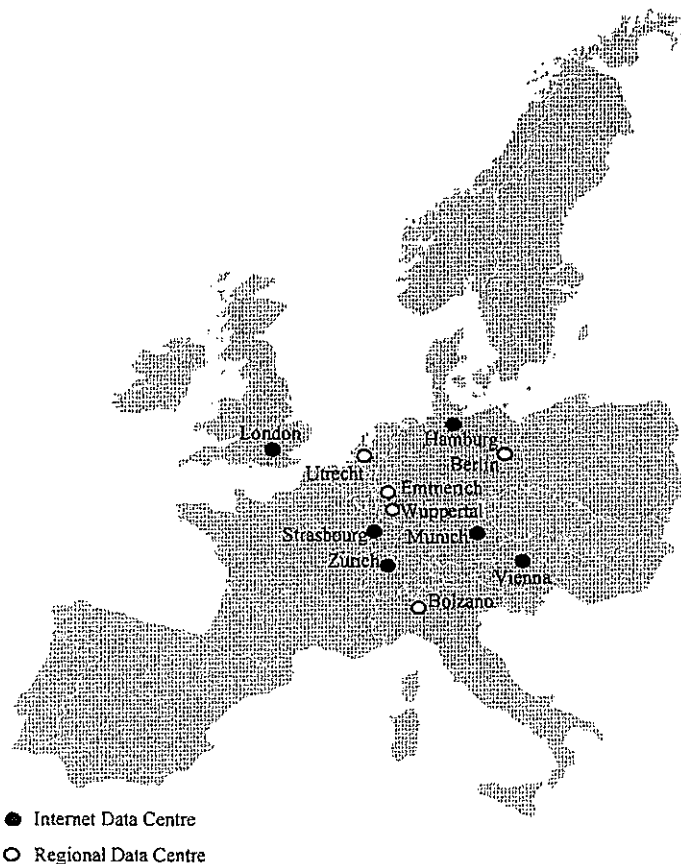 London
Hamburg
Utrecht
Berlin
Emmerich
Wuppertal
Strasbourg
Munich
Zurich
Vienna
Bolzano
Internet Data Centre
Regional Data Centre